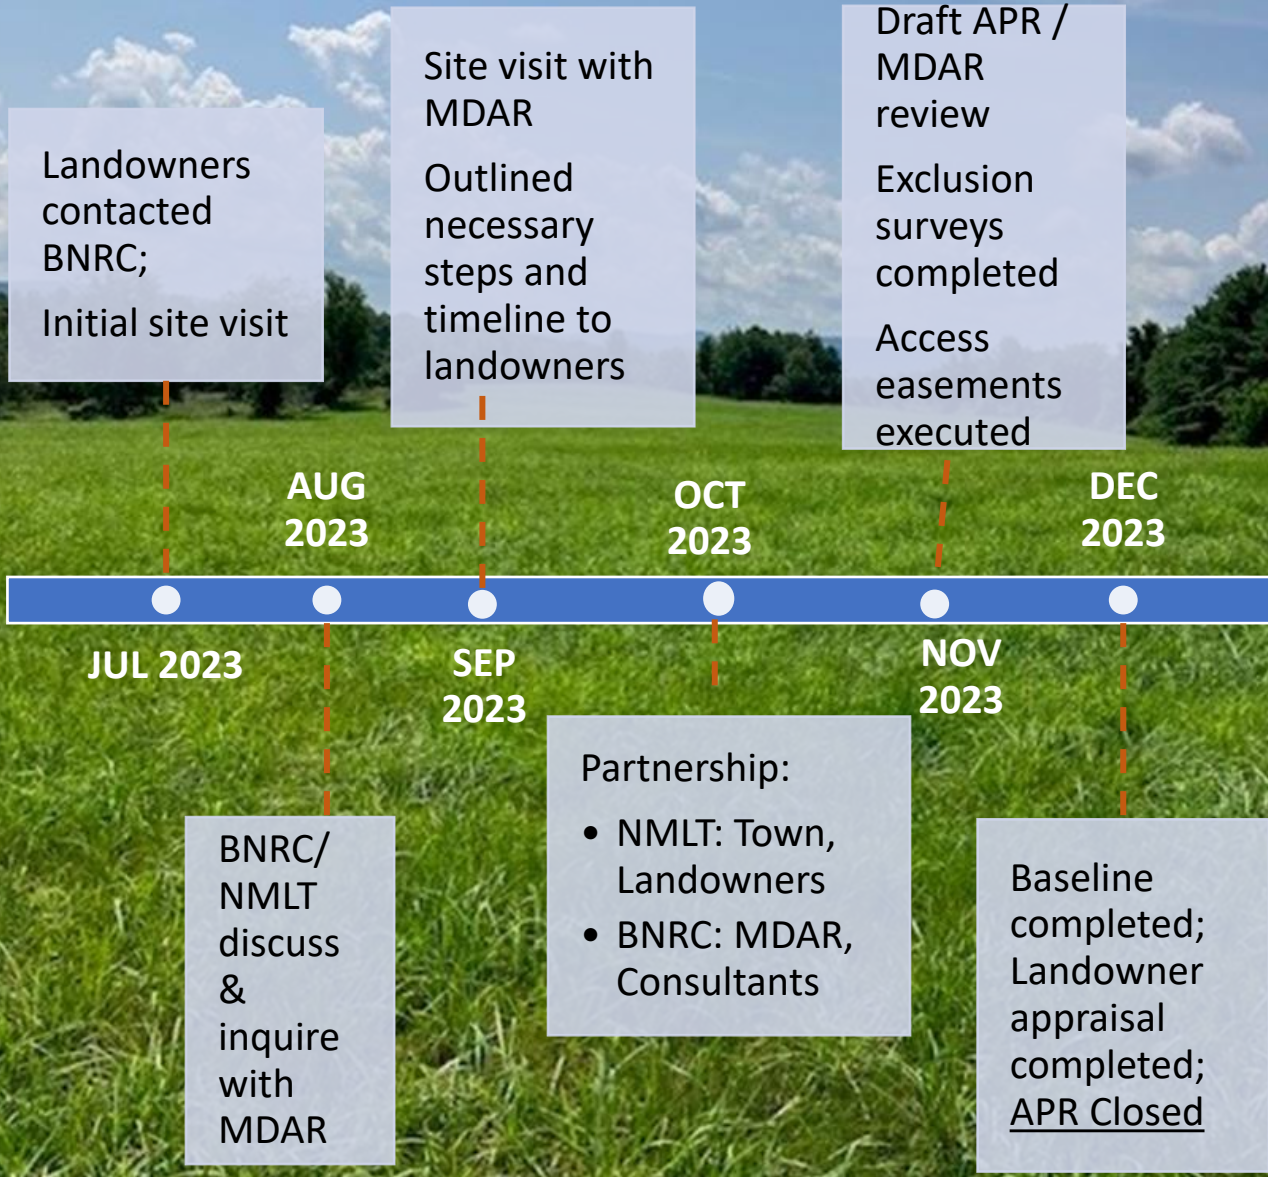 Landowners
contacted
BNRC;
Initial site visit
Site visit with
MDAR
Outlined
necessary
steps and
timeline to
landowners
Draft APR /
MDAR
review
Exclusion
surveys
completed
Access
easements
executed
AUG
2023
OCT
2023
DEC
2023
JUL 2023
SEP
2023
NOV
2023
BNRC/
NMLT
discuss
&
inquire
with
MDAR
Partnership:
• NMLT: Town,
Landowners
• BNRC: MDAR,
Consultants
Baseline
completed;
Landowner
appraisal
completed;
APR Closed